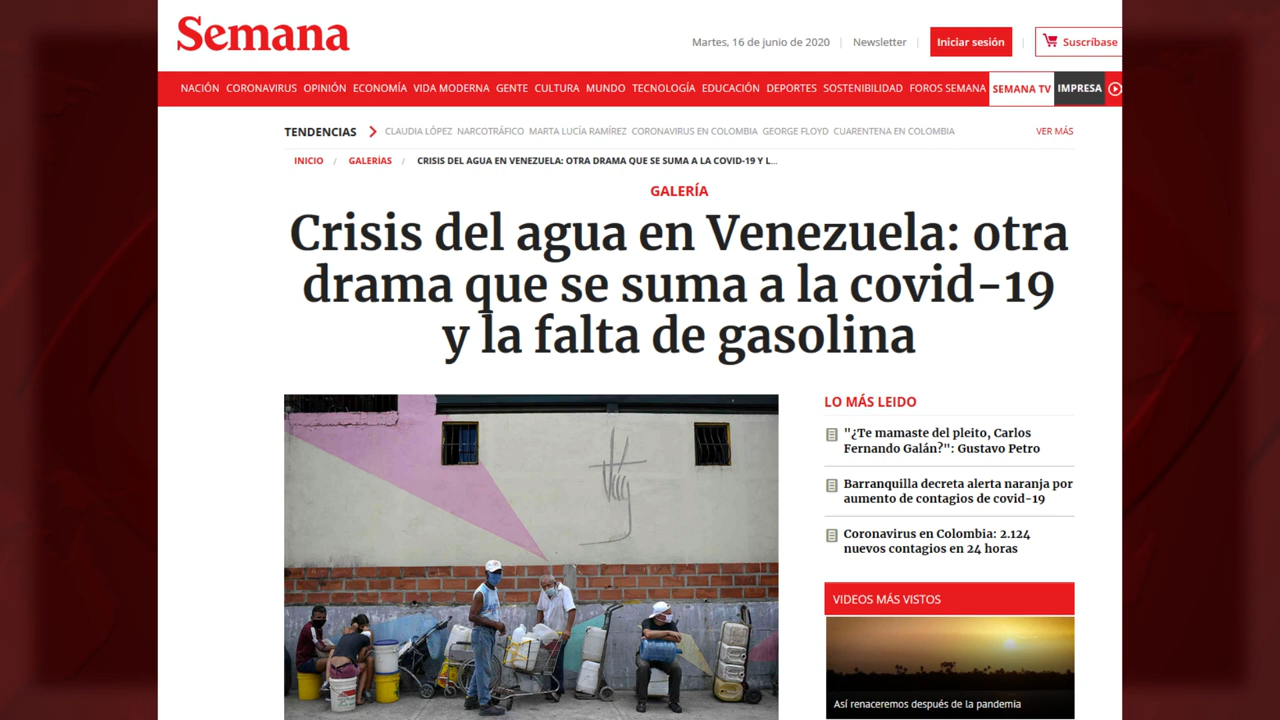 Semana
Martes, 16 de junio de 2020 | Newsletter | Iniciar sesión | Suscríbase
NACIÓN CORONAVIRUS OPINIÓN ECONOMÍA VIDA MODERNA GENTE CULTURA MUNDO TECNOLOGÍA EDUCACIÓN DEPORTES SOSTENIBILIDAD FOROS SEMANA SEMANA TV IMPRESA
TENDENCIAS CLAUDIA LÓPEZ NARCOTRÁFICO MARTA LUCÍA RAMÍREZ CORONAVIRUS EN COLOMBIA GEORGE FLOYD CUARENTENA EN COLOMBIA VER MÁS
INICIO / GALERÍAS / CRISIS DEL AGUA EN VENEZUELA: OTRA DRAMA QUE SE SUMA A LA COVID-19 Y L...
GALERÍA
Crisis del agua en Venezuela: otra
drama que se suma a la covid-19
y la falta de gasolina
LO MÁS LEIDO
"¿Te mamaste del pleito, Carlos
Fernando Galán?": Gustavo Petro
Barranquilla decreta alerta naranja por
aumento de contagios de covid-19
Coronavirus en Colombia: 2.124
nuevos contagios en 24 horas
VIDEOS MÁS VISTOS
Así renaceremos después de la pandemia